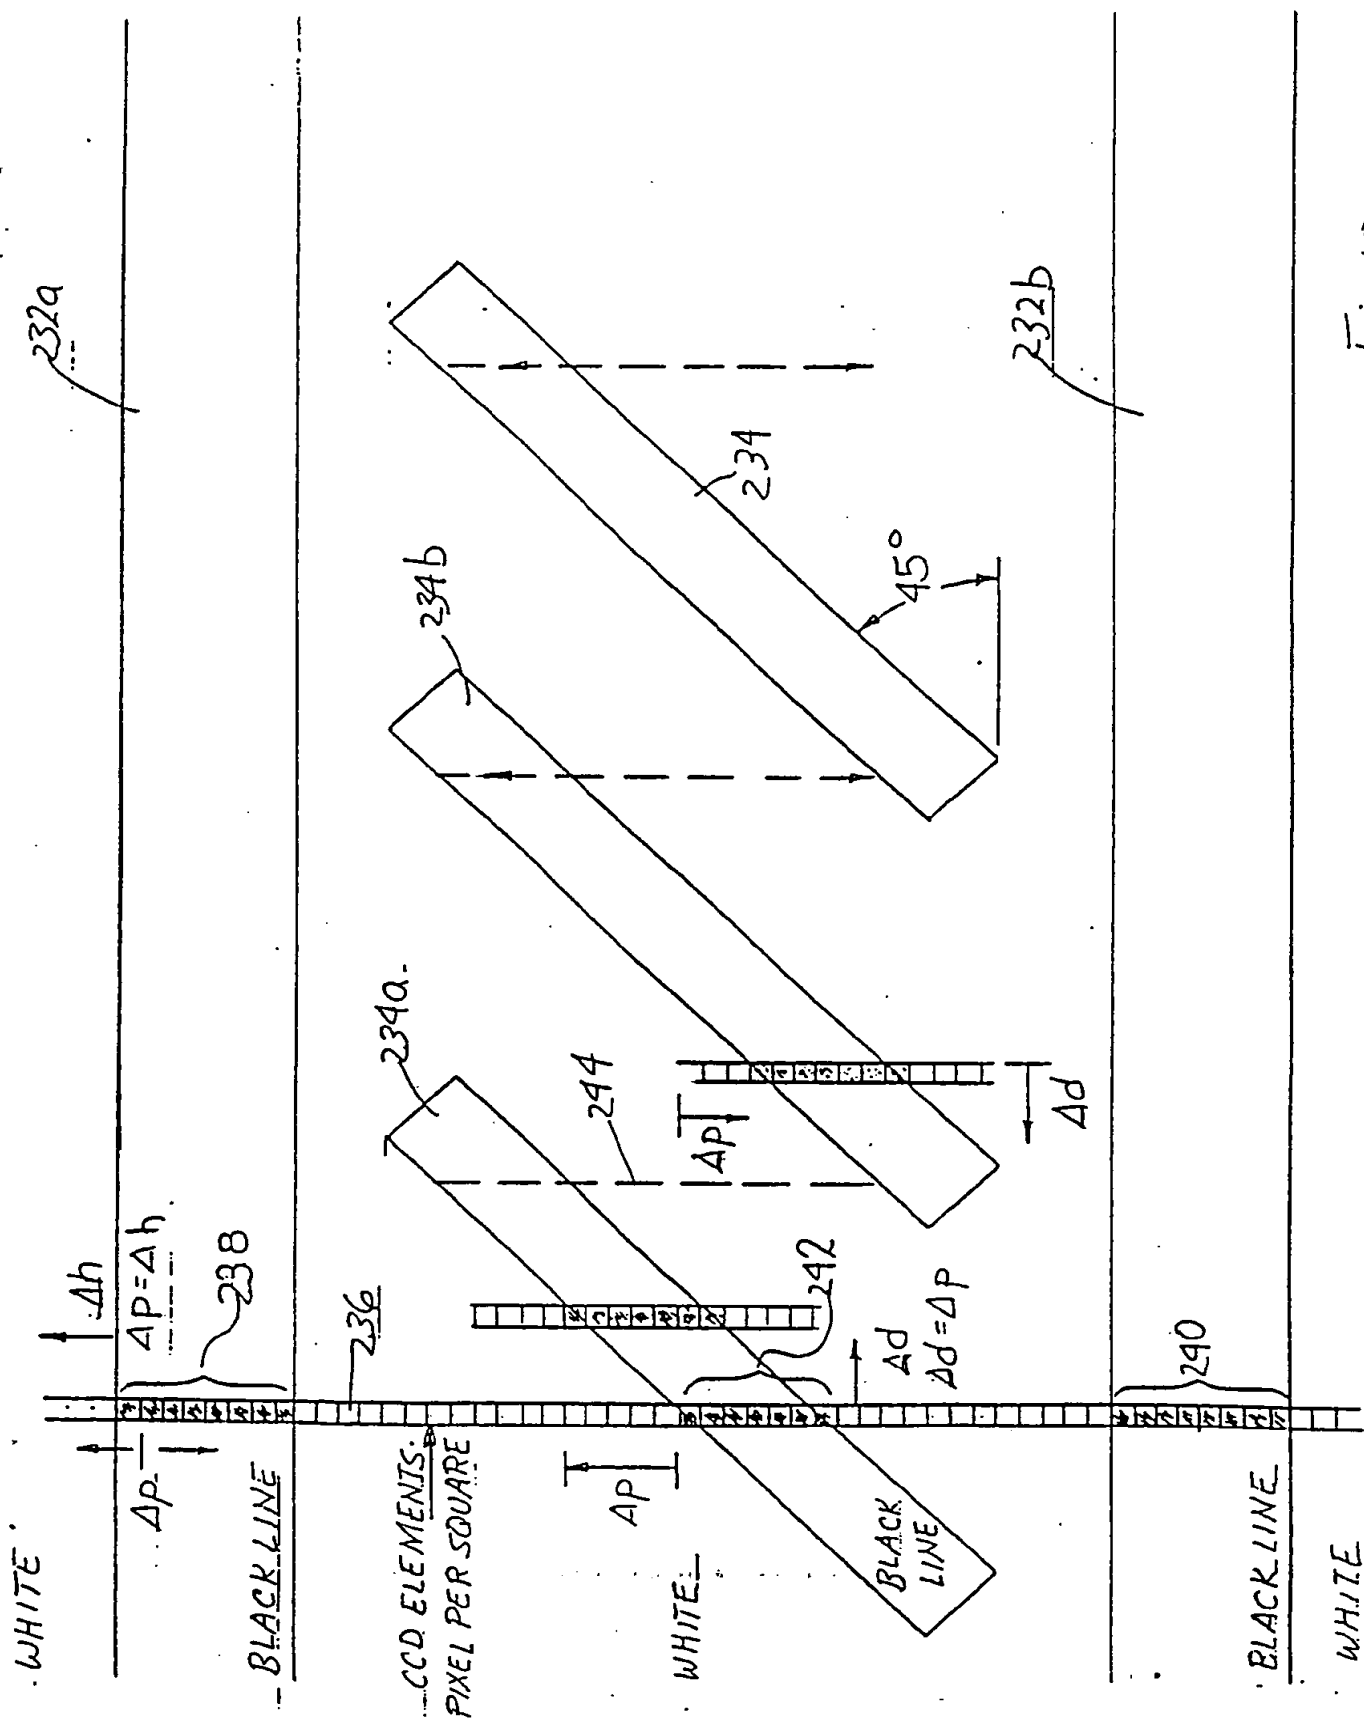 WHITE
Δh
ΔP=Δh
238
ΔP
BLACK LINE
232a
CCD ELEMENTS.
PIXEL PER SQUARE
236
234a
234b
244
ΔP
WHITE
242
ΔP
234
BLACK
LINE
Δd
Δd=ΔP
Δd
45°
232b
240
BLACK LINE
WHITE